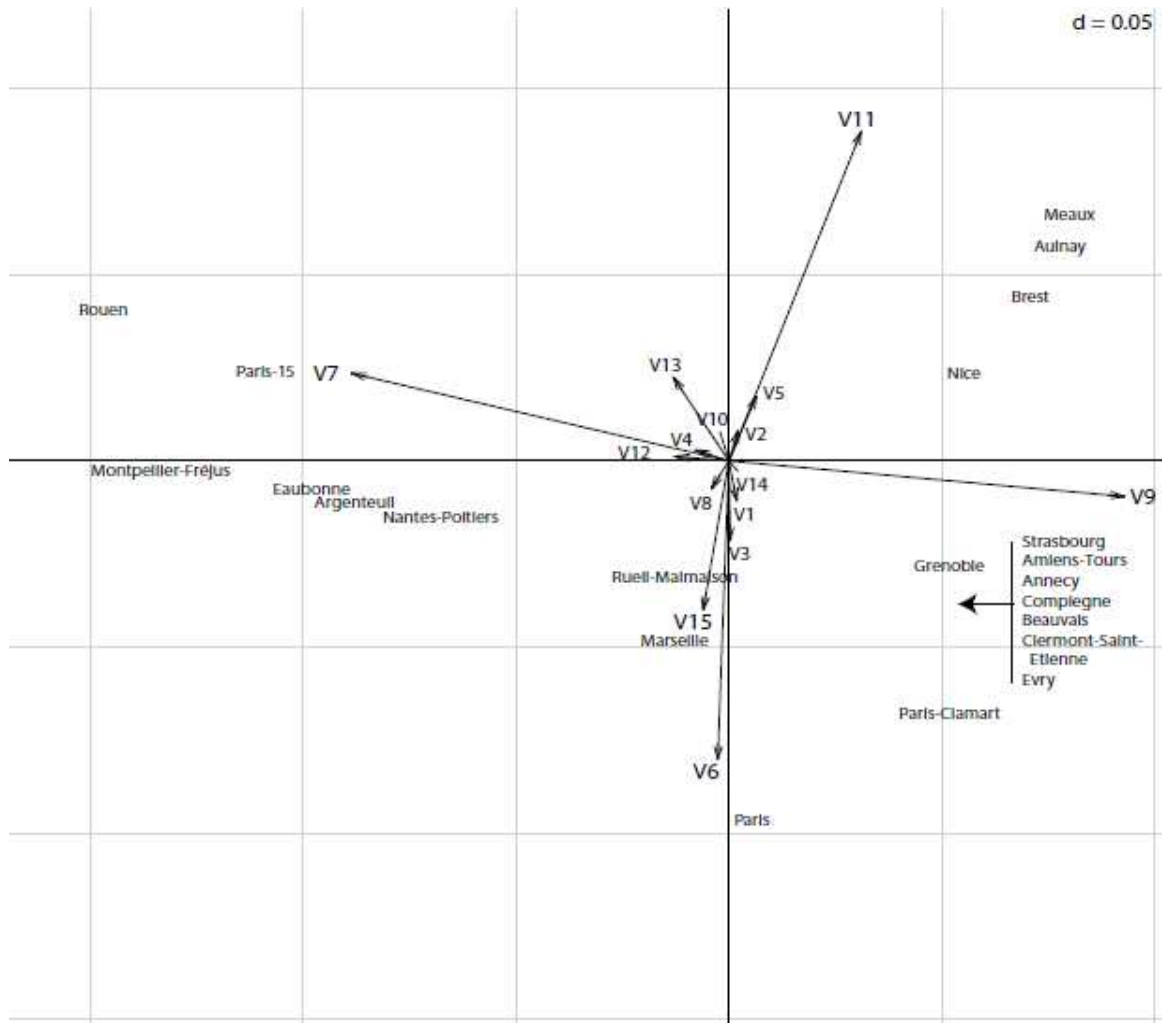 d = 0.05
V11
Meaux
Aulnay
Brest
Rouen
V13
Paris-15
V7
Nice
V5
V10
V2
V4
V12
Montpellier-Fréjus
V14
Eaubonne
V9
Argenteuil
V8
V1
Nantes-Poitiers
Strasbourg
V3
Amiens-Tours
Grenoble
Rueil-Malmaison
Annecy
Compiegne
V15
Beauvais
Marseille
Clermont-Saint-
Etienne
Evry
Paris-Clamart
V6
Paris